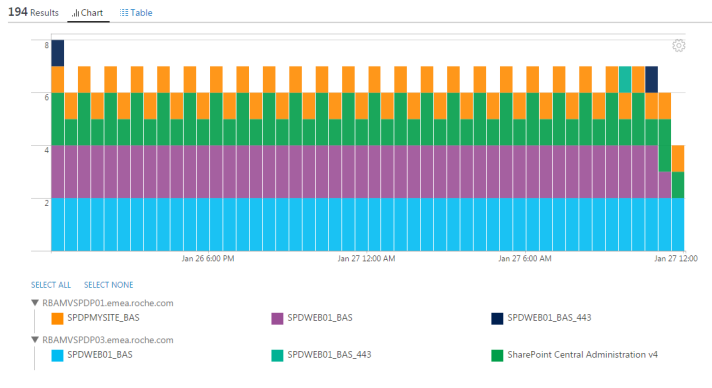 194 Results Chart Table
8
6
4
2
Jan 26 6:00 PM Jan 27 12:00 AM Jan 27 6:00 AM Jan 27 12:00
SELECT ALL SELECT NONE
RBAMVSPDP01.emea.roche.com
SPDPMYSITE_BAS SPDWEB01_BAS SPDWEB01_BAS_443
RBAMVSPDP03.emea.roche.com
SPDWEB01_BAS SPDWEB01_BAS_443 SharePoint Central Administration v4